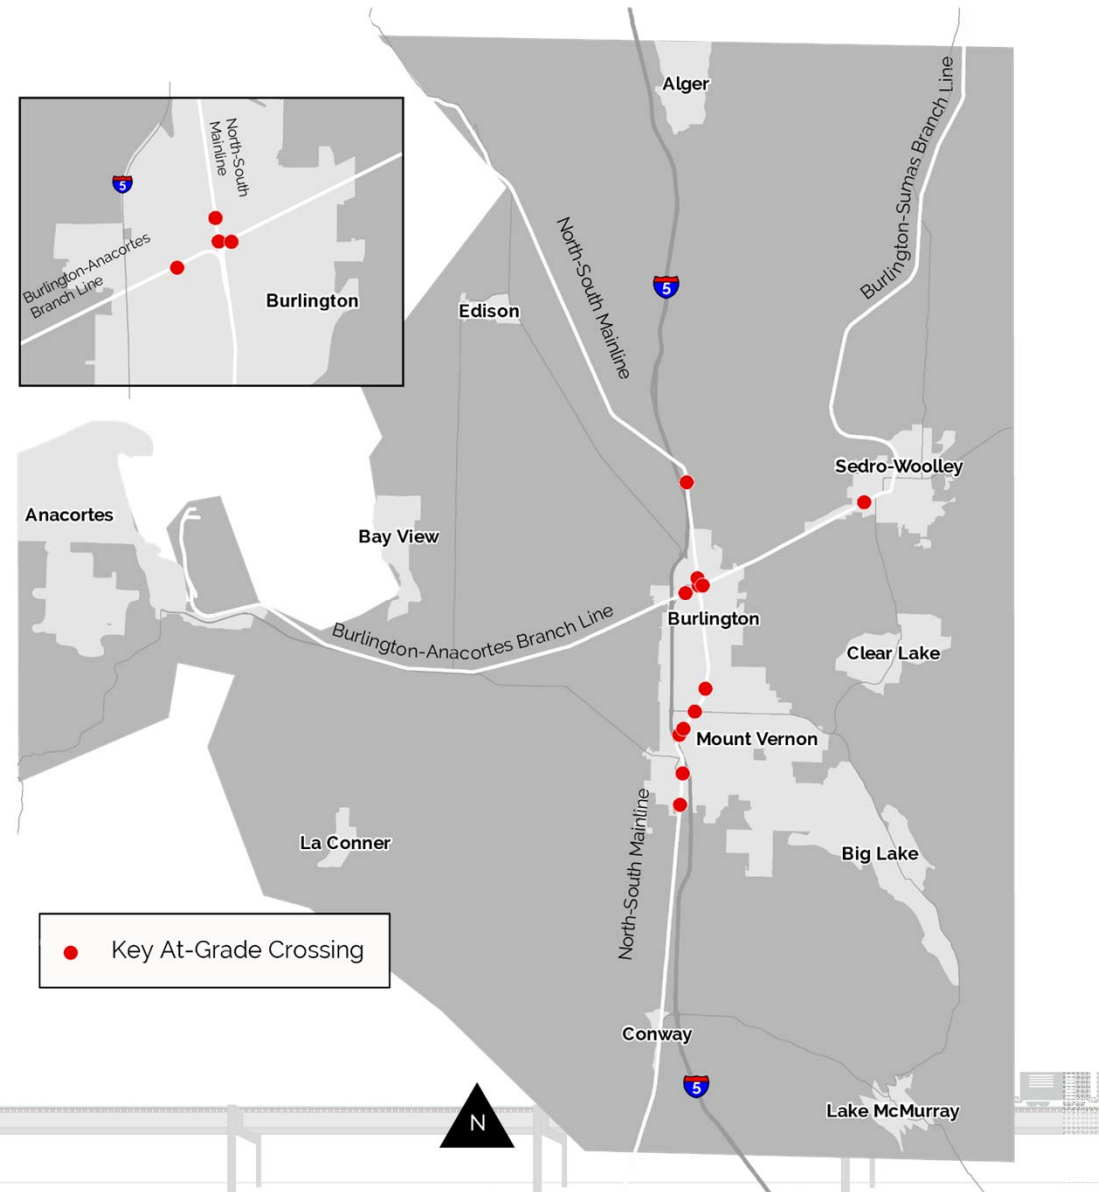 Alger
Burlington-Sumas Branch Line
North-South
Mainline
5
Burlington-Anacortes
Branch Line
Burlington
North-South Mainline
5
Edison
Sedro-Woolley
Anacortes
Bay View
Burlington-Anacortes Branch Line
Burlington
Clear Lake
Mount Vernon
North-South Mainline
La Conner
Big Lake
Key At-Grade Crossing
Conway
5
Lake McMurray
N